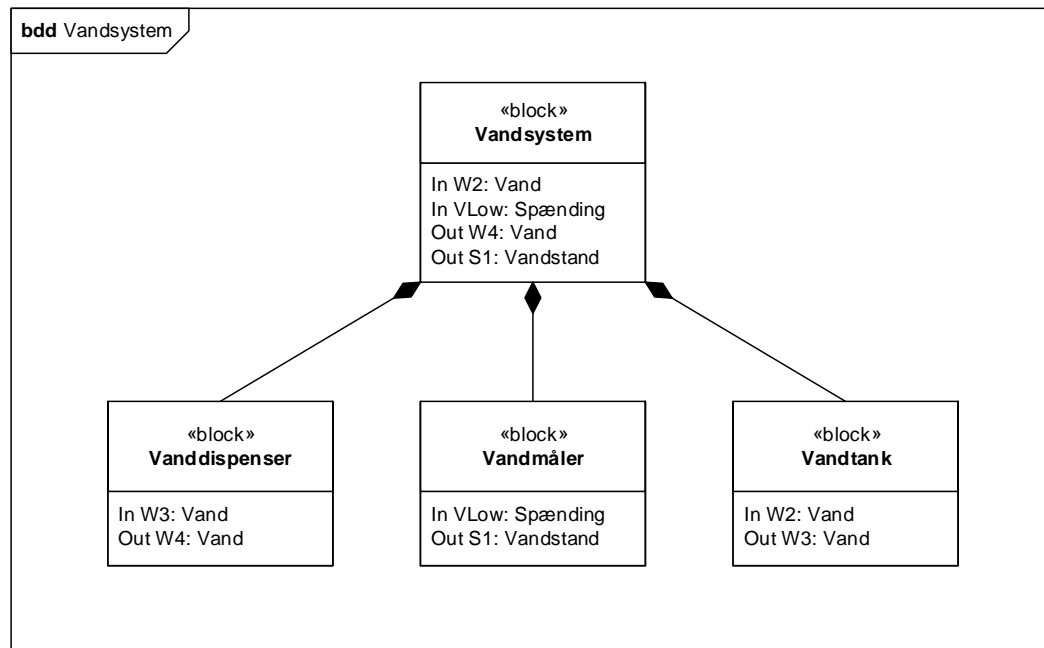 bdd Vandsystem
«block»
Vandsystem
In W2: Vand
In VLow: Spænding
Out W4: Vand
Out S1: Vandstand
«block»
Vanddispenser
In W3: Vand
Out W4: Vand
«block»
Vandmåler
In VLow: Spænding
Out S1: Vandstand
«block»
Vandtank
In W2: Vand
Out W3: Vand